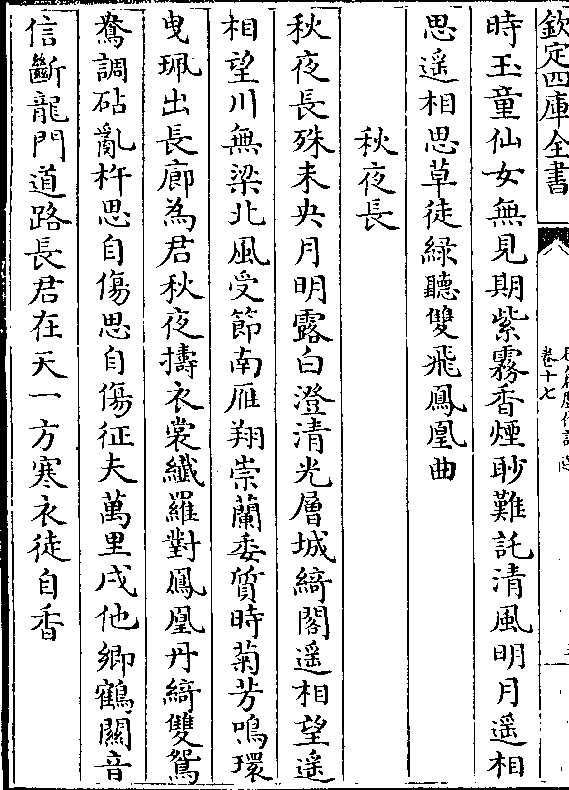 欽定四庫全書
卷十七
時玉童仙女無見期紫霧香煙眇難託清風明月遥相
思遥相思草徒緑聽雙飛鳳凰曲
秋夜長
秋夜長殊未央月明露白澄清光層城綺閣遥相望遥
相望川無梁北風受節南雁翔崇蘭委質時菊芳鳴環
曳珮出長廊為君秋夜擣衣裳纖羅對鳳凰丹綺雙鴛
鴦調砧亂杵思自傷思自傷征夫萬里戍他鄉鶴關音
信斷龍門道路長君在天一方寒衣徒自香